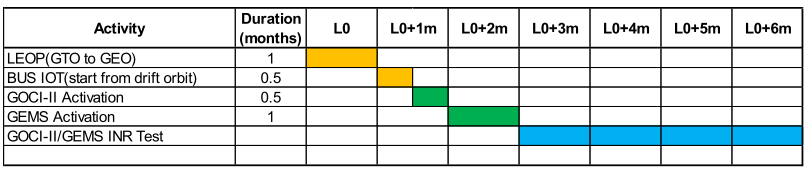 Activity Duration (months) L0 L0+1m L0+2m L0+3m L0+4m L0+5m L0+6m
LEOP(GTO to GEO) 1
BUS IOT(start from drift orbit) 0.5
GOCI-II Activation 0.5
GEMS Activation 1
GOCI-II/GEMS INR Test